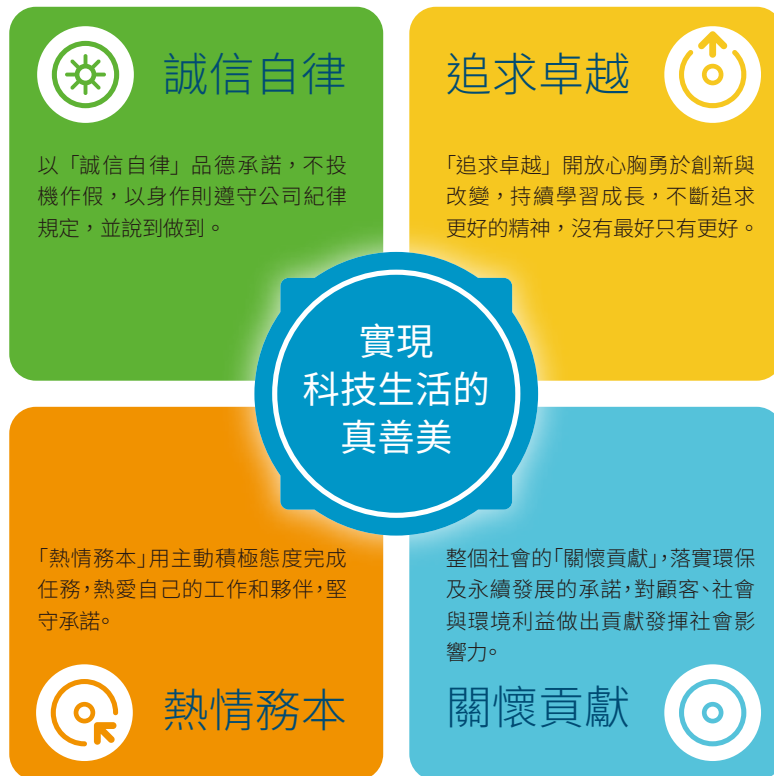 誠信自律
以「誠信自律」品德承諾，不投
機作假，以身作則遵守公司紀律
規定，並說到做到。
追求卓越
「追求卓越」開放心胸勇於創新與
改變，持續學習成長，不斷追求
更好的精神，沒有最好只有更好。
實現
科技生活的
真善美
「熱情務本」用主動積極態度完成
任務，熱愛自己的工作和夥伴，堅
守承諾。
熱情務本
整個社會的「關懷貢獻」，落實環保
及永續發展的承諾，對顧客、社會
與環境利益做出貢獻發揮社會影
響力。
關懷貢獻